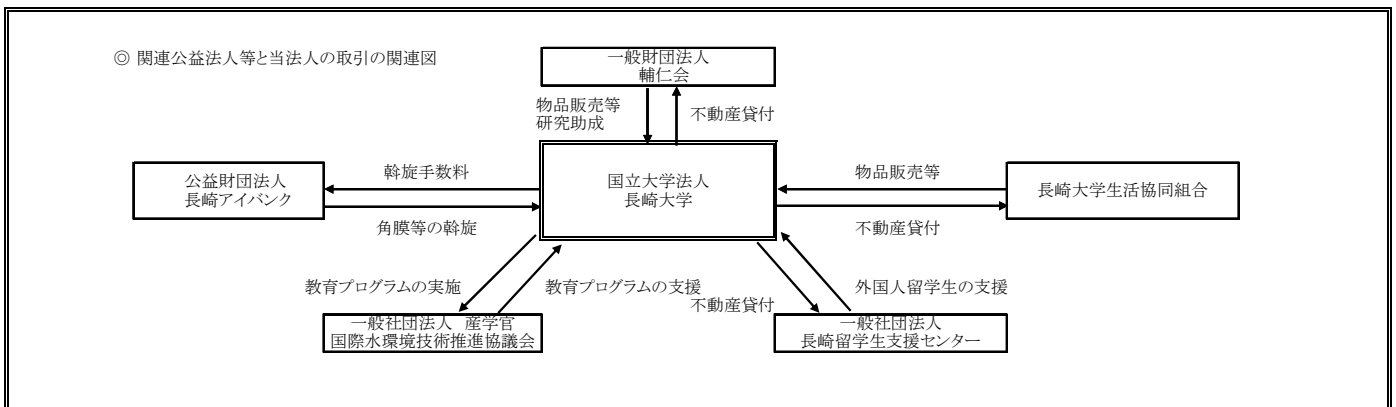 ◎ 関連公益法人等と当法人の取引の関連図
一般財団法人
輔仁会
物品販売等
研究助成
不動産貸付
公益財団法人
長崎アイバンク
斡旋手数料
角膜等の斡旋
国立大学法人
長崎大学
物品販売等
不動産貸付
長崎大学生活協同組合
教育プログラムの実施
教育プログラムの支援
不動産貸付
外国人留学生の支援
一般社団法人 産学官
国際水環境技術推進協議会
一般社団法人
長崎留学生支援センター